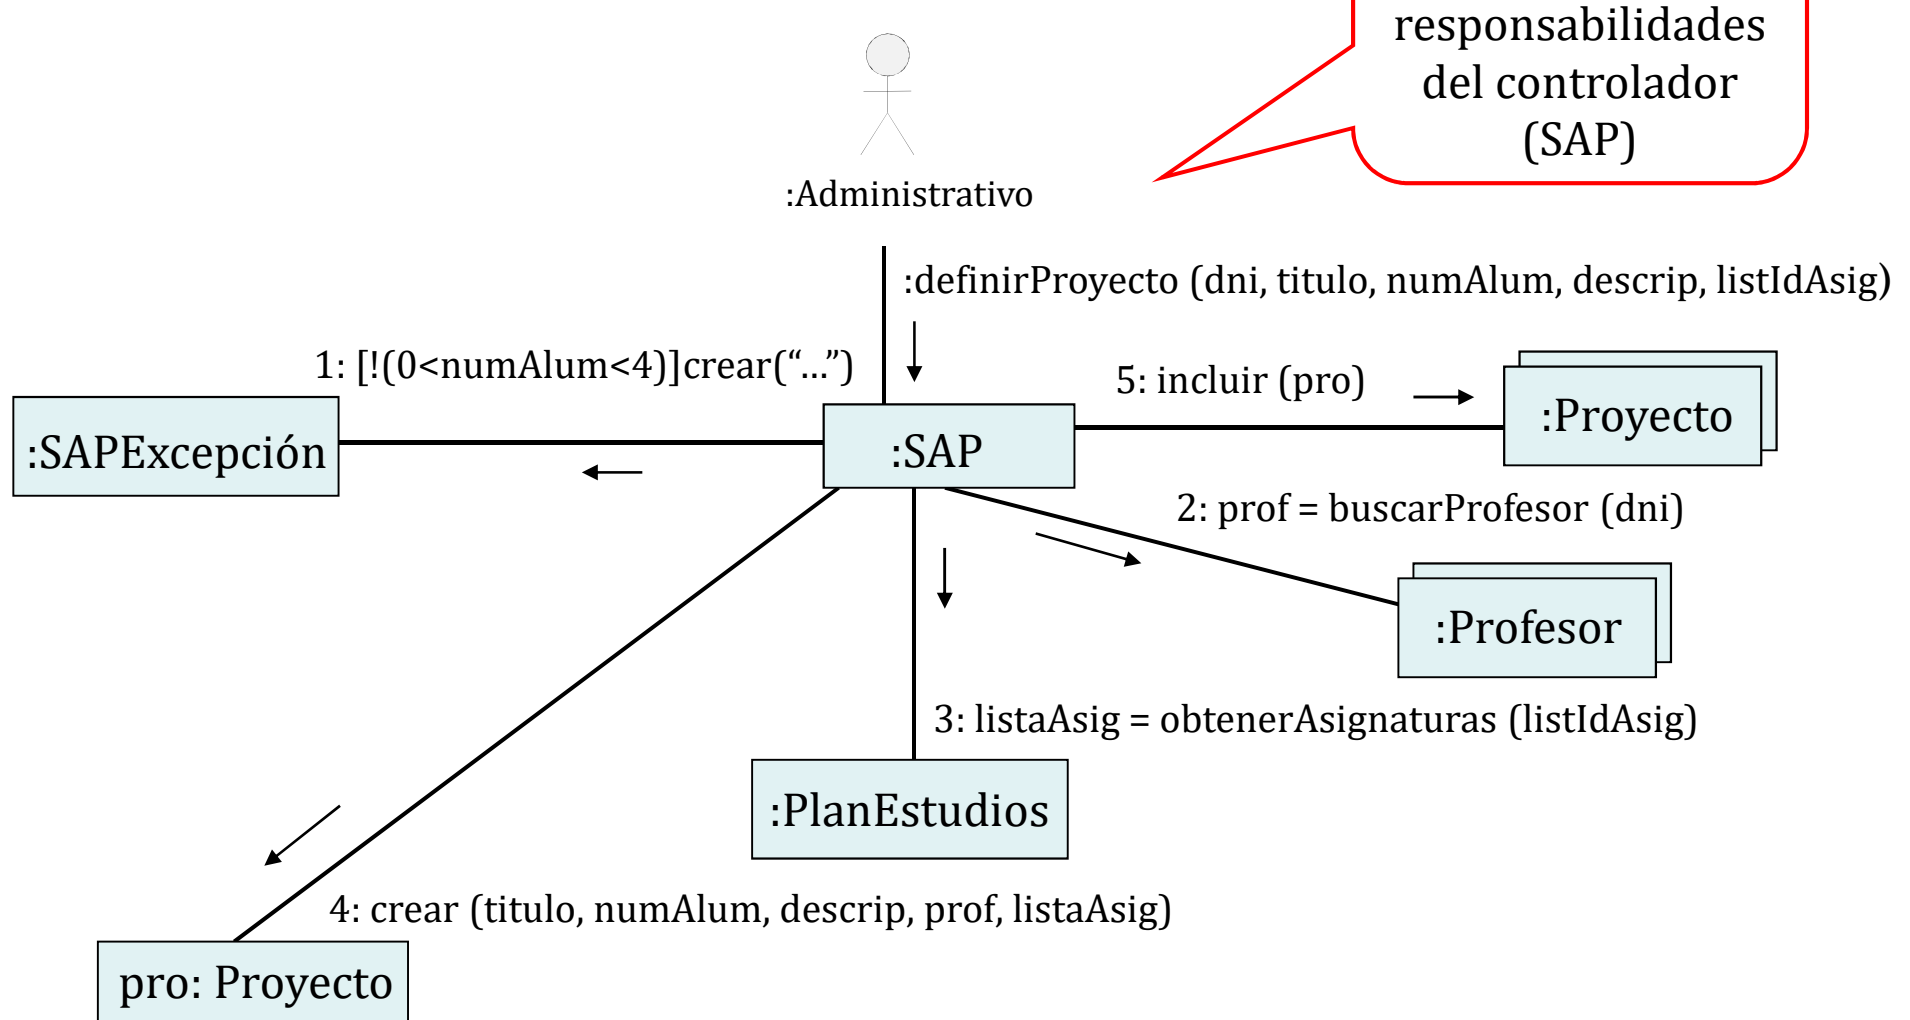 responsabilidades
del controlador
(SAP)
:Administrativo
:definirProyecto (dni, titulo, numAlum, descrip, listIdAsig)
1: [!(0<numAlum<4)]crear(“...”)
5: incluir (pro)
:Proyecto
:SAPExcepción
:SAP
2: prof = buscarProfesor (dni)
:Profesor
3: listaAsig = obtenerAsignaturas (listIdAsig)
:PlanEstudios
4: crear (titulo, numAlum, descrip, prof, listaAsig)
pro: Proyecto